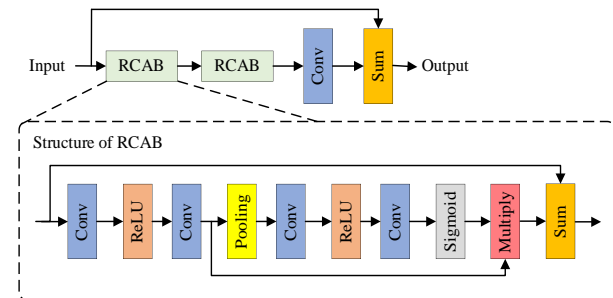 Input
RCAB
RCAB
Conv
Sum
Output
Structure of RCAB
Conv
ReLU
Conv
Pooling
Conv
ReLU
Conv
Sigmoid
Multiply
Sum